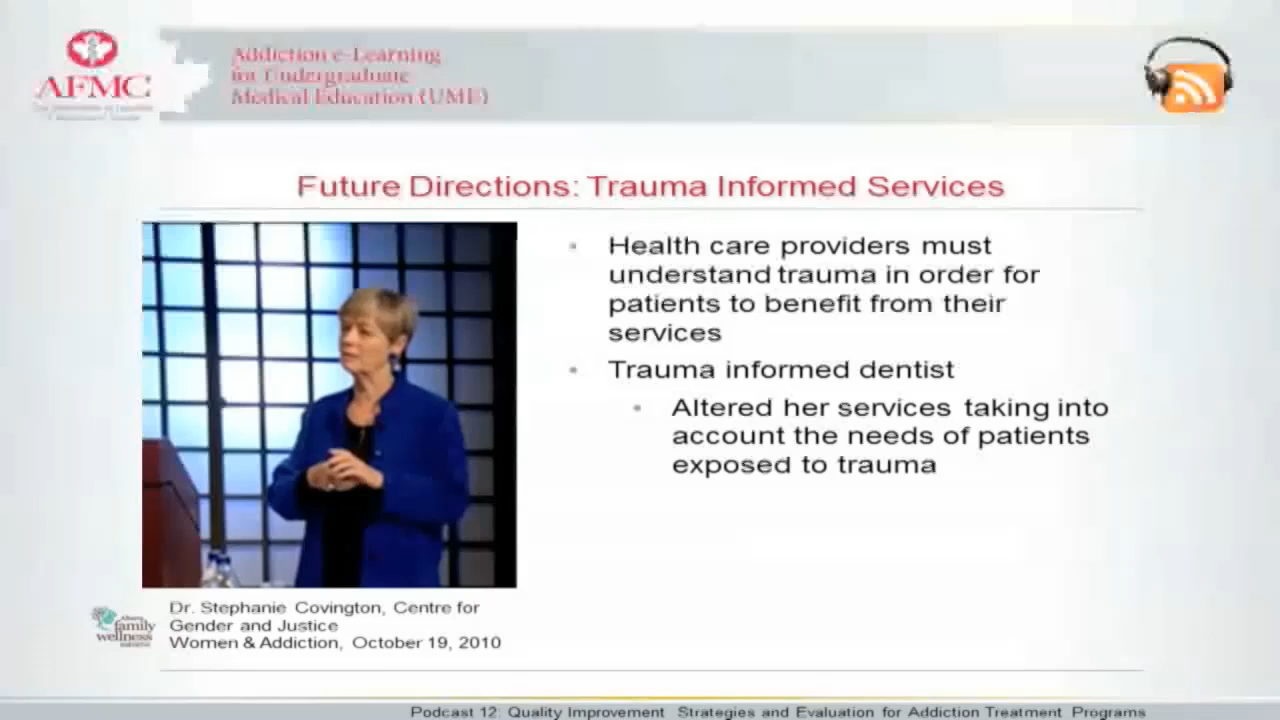 AFMC
Addiction e-Learning
for Undergraduate
Medical Education (UME)
Future Directions: Trauma Informed Services
Health care providers must
understand trauma in order for
patients to benefit from their
services
Trauma informed dentist
Altered her services taking into
account the needs of patients
exposed to trauma
Dr. Stephanie Covington, Centre for
Gender and Justice
Women & Addiction, October 19, 2010
family
wellness
Podcast 12: Quality Improvement Strategies and Evaluation for Addiction Treatment Programs